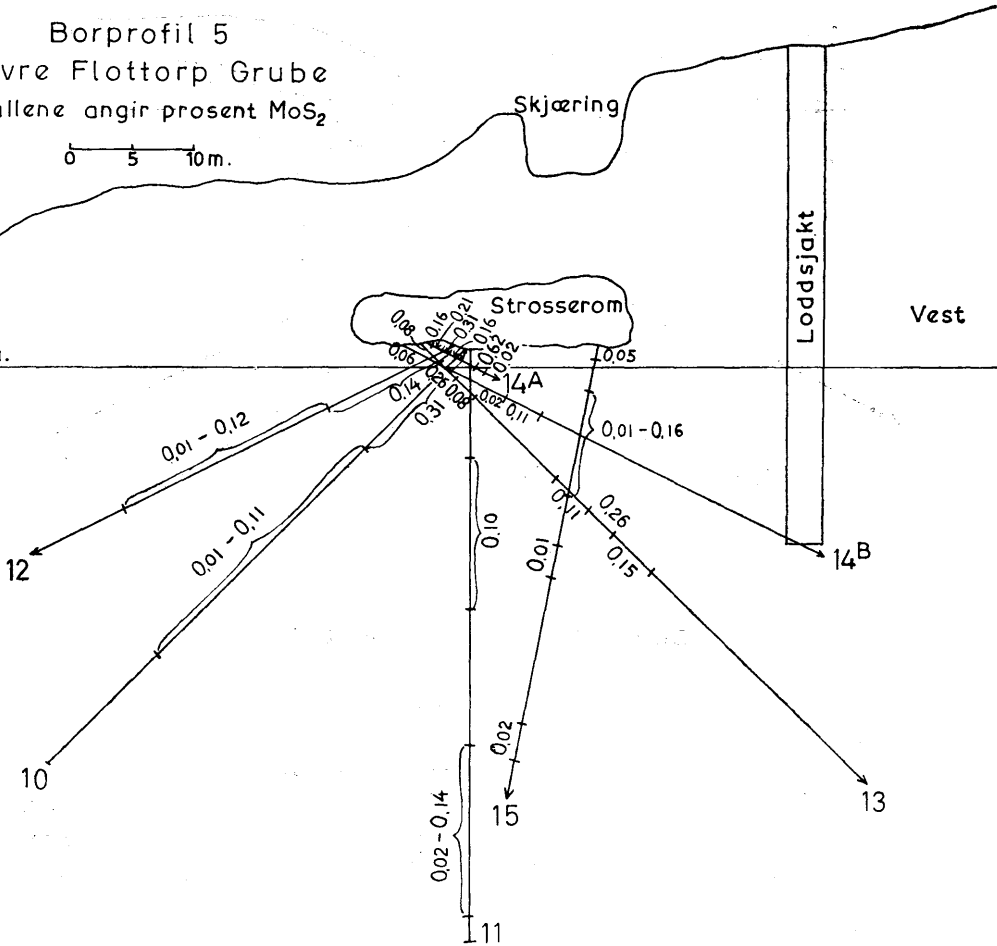 Borprofil 5
vre Flottorp Grube
llene angir prosent MoS₂
0 5 10 m.
Skjæring
Loddsjakt
Vest
Strosserom
0,08
0,16
0,21
0,31
0,16
0,62
0,02
0,06
0,05
14A
0,14
0,26
0,08
0,02
0,11
0,31
0,01 - 0,12
0,01 - 0,16
0,01 - 0,11
0,10
0,11
0,26
0,15
0,01
12
14B
0,02
10
15
13
0,02 - 0,14
11